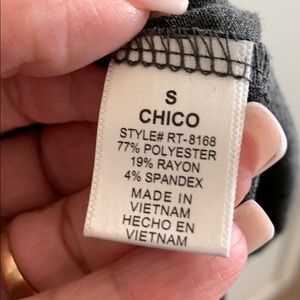 S
CHICO
STYLE# RT-8168
77% POLYESTER
19% RAYON
4% SPANDEX
MADE IN
VIETNAM
HECHO EN
VIETNAM